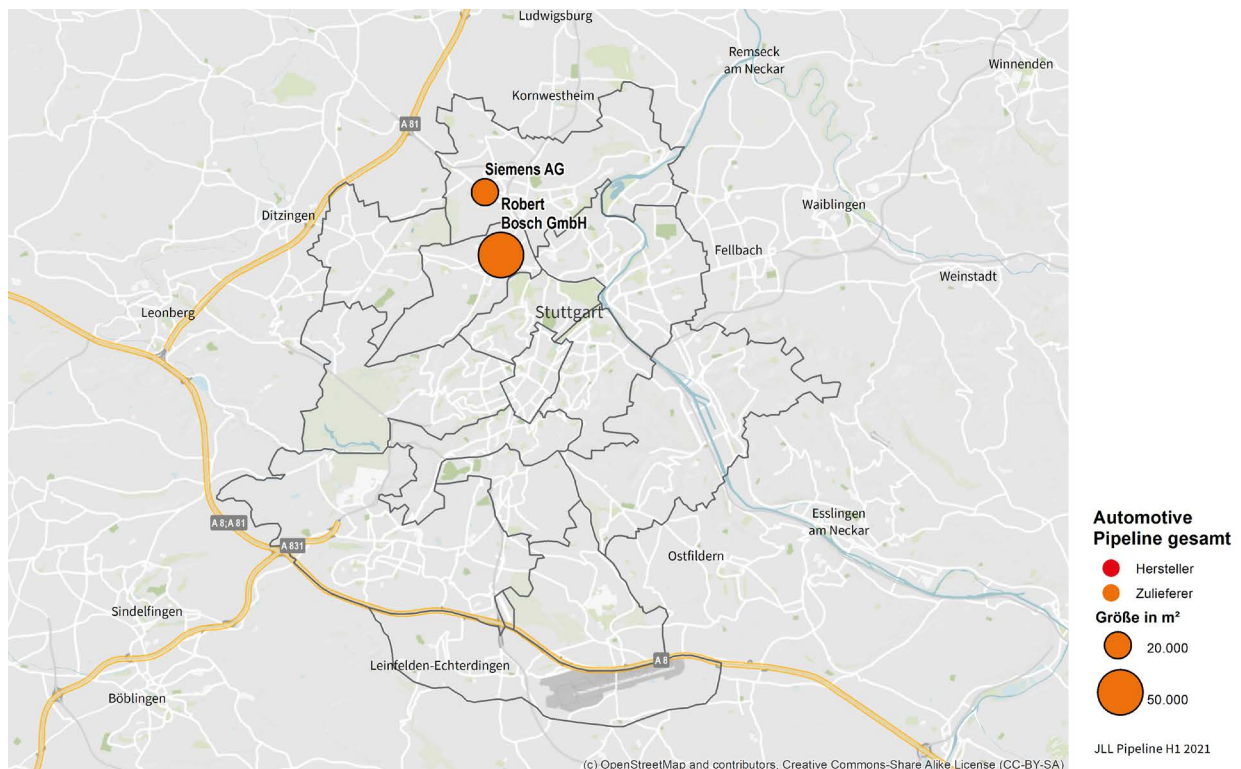 Ludwigsburg
Remseck
am Neckar
Winnenden
Kornwestheim
A 81
Siemens AG
Robert
Bosch GmbH
Ditzingen
Waiblingen
Fellbach
Weinstadt
Leonberg
Stuttgart
A 8;A 81
A 831
Esslingen
am Neckar
Ostfildern
Sindelfingen
Leinfelden-Echterdingen
A 8
Böblingen
(c) OpenStreetMap and contributors, Creative Commons-Share Alike License (CC-BY-SA)
Automotive
Pipeline gesamt
Hersteller
Zulieferer
Größe in m²
20.000
50.000
JLL Pipeline H1 2021